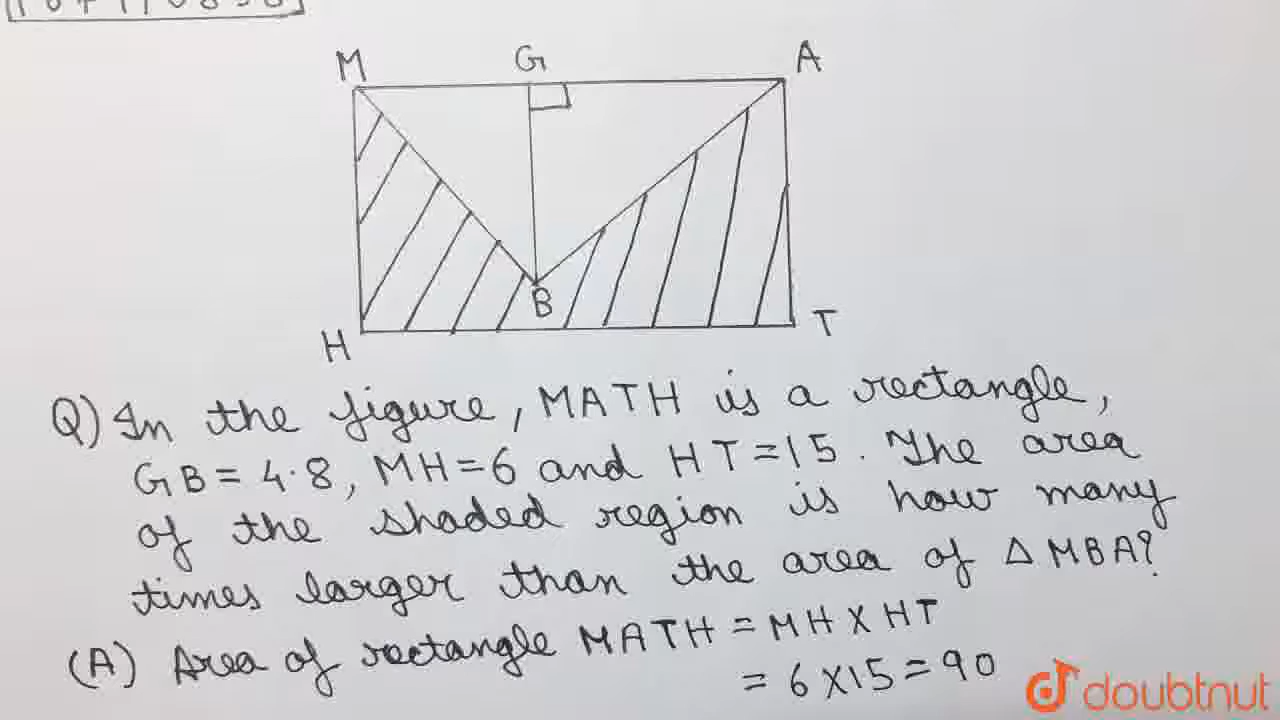 M G A
B
H T
Q) In the figure, MATH is a rectangle,
GB = 4.8, MH = 6 and HT = 15. The area
of the shaded region is how many
times larger than the area of Δ MBA?
(A) Area of rectangle MATH = MH X HT
= 6 X 15 = 90
doubtnut